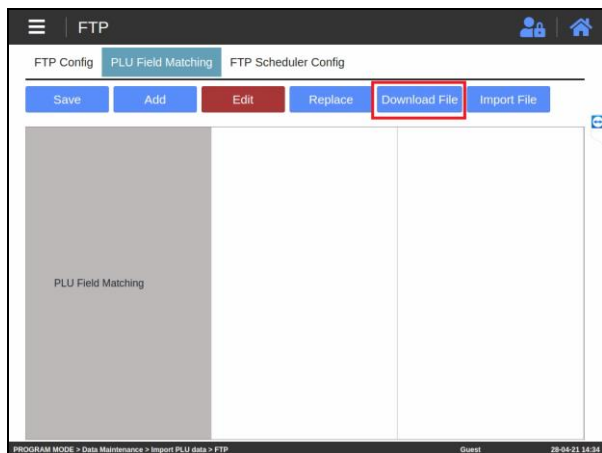 FTP
FTP Config PLU Field Matching FTP Scheduler Config
Save Add Edit Replace Download File Import File
PLU Field Matching
PROGRAM MODE > Data Maintenance > Import PLU data > FTP Guest 28-04-21 14:34